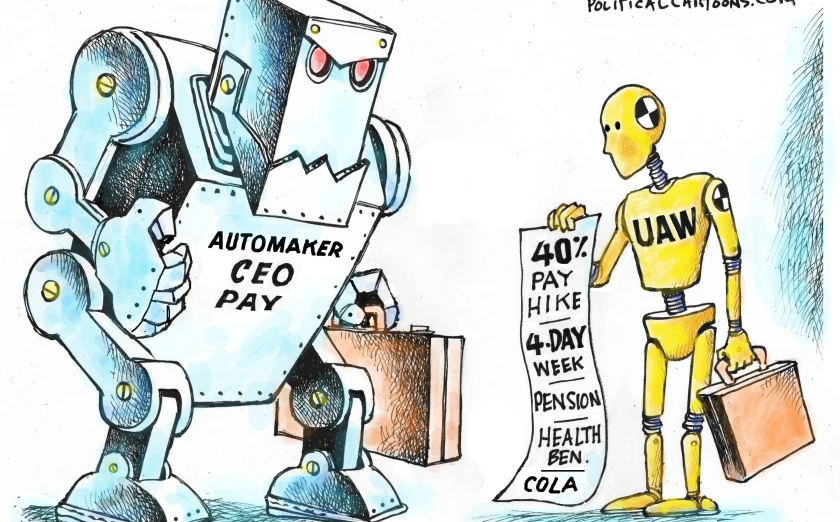 POLITICALCARTOONS.COM
AUTOMAKER
CEO
PAY
UAW
40%
PAY
HIKE
4-DAY
WEEK
PENSION
HEALTH
BEN.
COLA